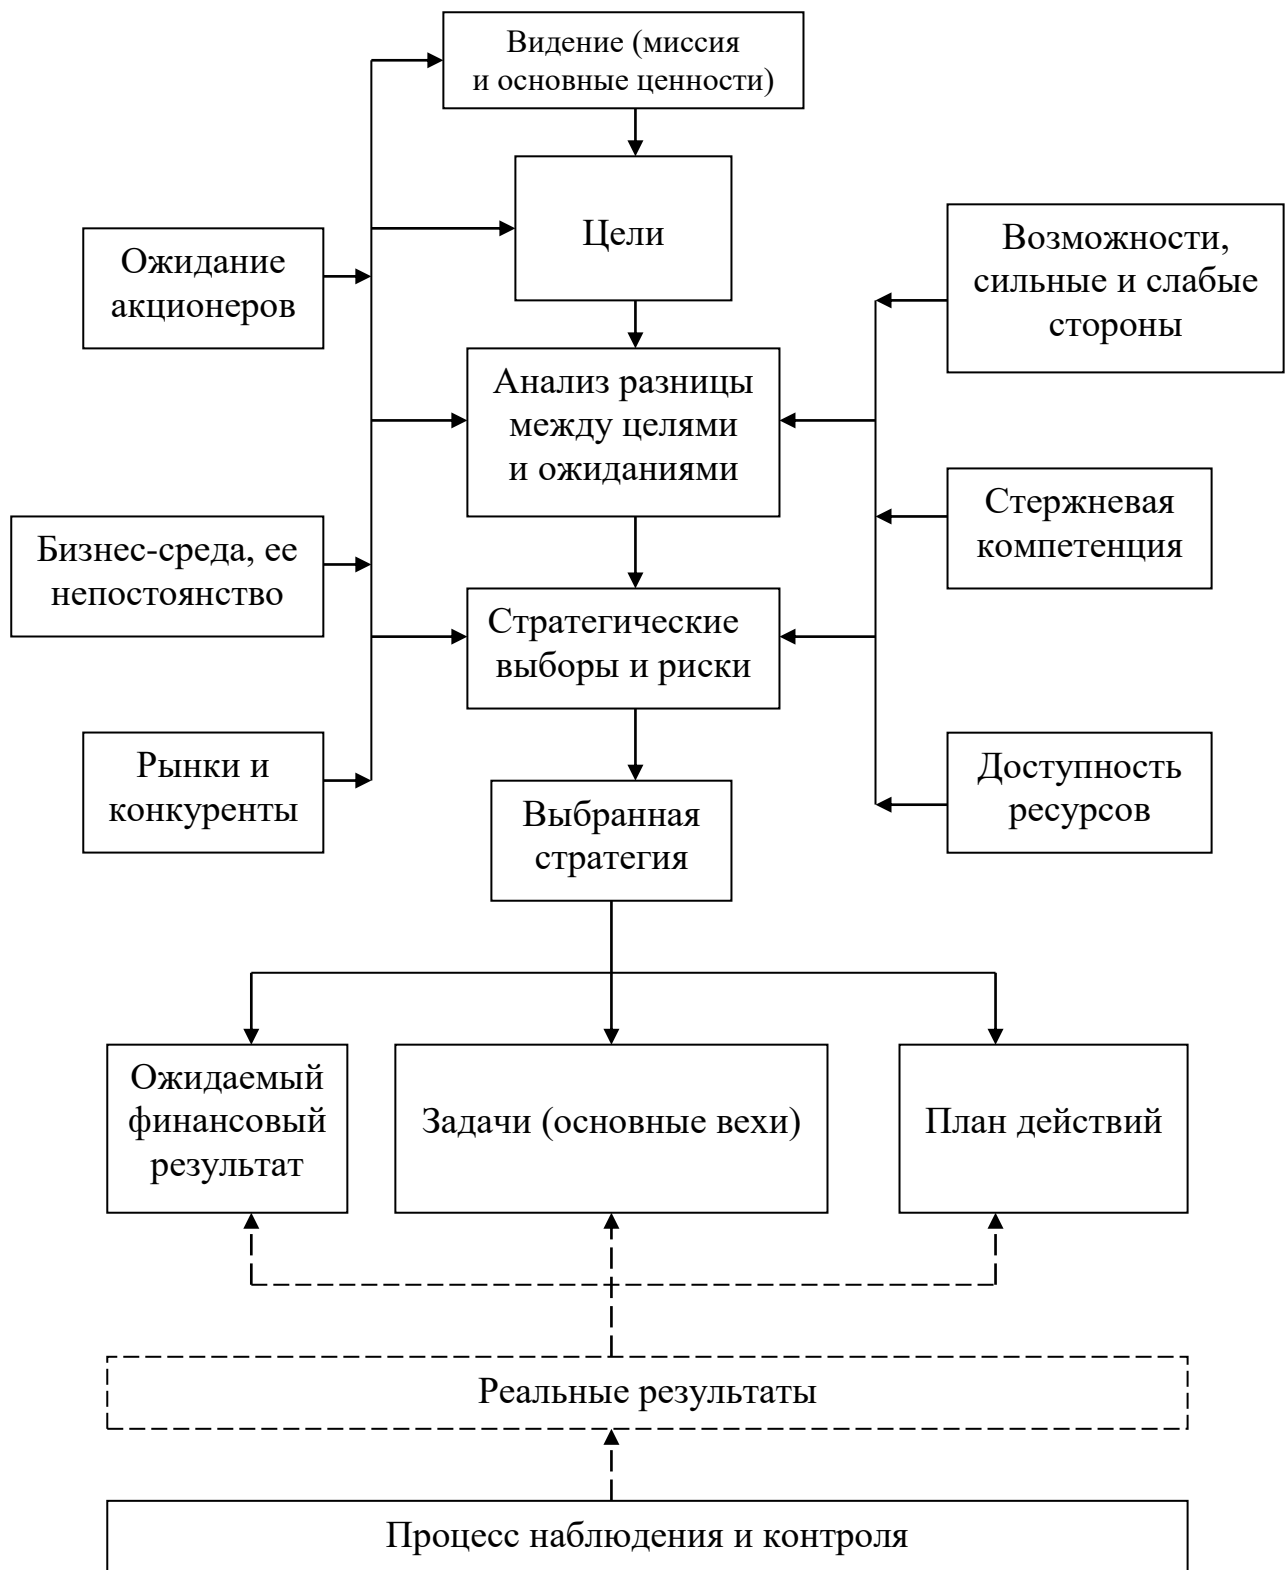 Видение (миссия
и основные ценности)
Цели
Ожидание
акционеров
Возможности,
сильные и слабые
стороны
Анализ разницы
между целями
и ожиданиями
Стержневая
компетенция
Бизнес-среда, ее
непостоянство
Стратегические
выборы и риски
Рынки и
конкуренты
Доступность
ресурсов
Выбранная
стратегия
Ожидаемый
финансовый
результат
Задачи (основные вехи)
План действий
Реальные результаты
Процесс наблюдения и контроля